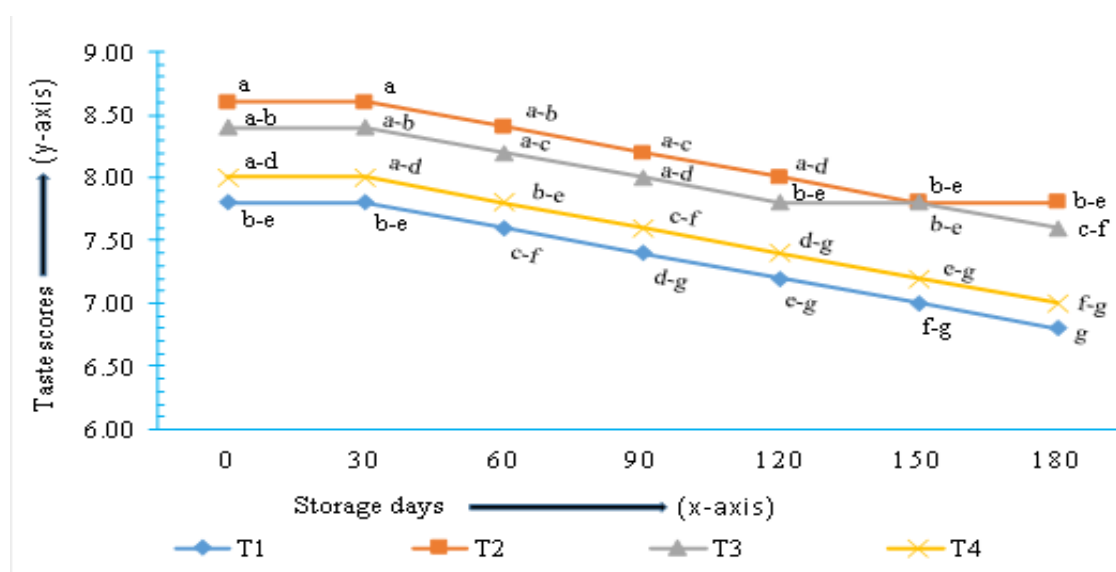 9.00
8.50
8.00
7.50
7.00
6.50
6.00
Taste scores (y-axis)
a a a-b a-c a-d b-e b-e
a-b a-b a-c a-d b-e b-e c-f
a-d a-d b-e c-f d-g e-g f-g
b-e b-e c-f d-g e-g f-g g
0 30 60 90 120 150 180
Storage days (x-axis)
T1 T2 T3 T4